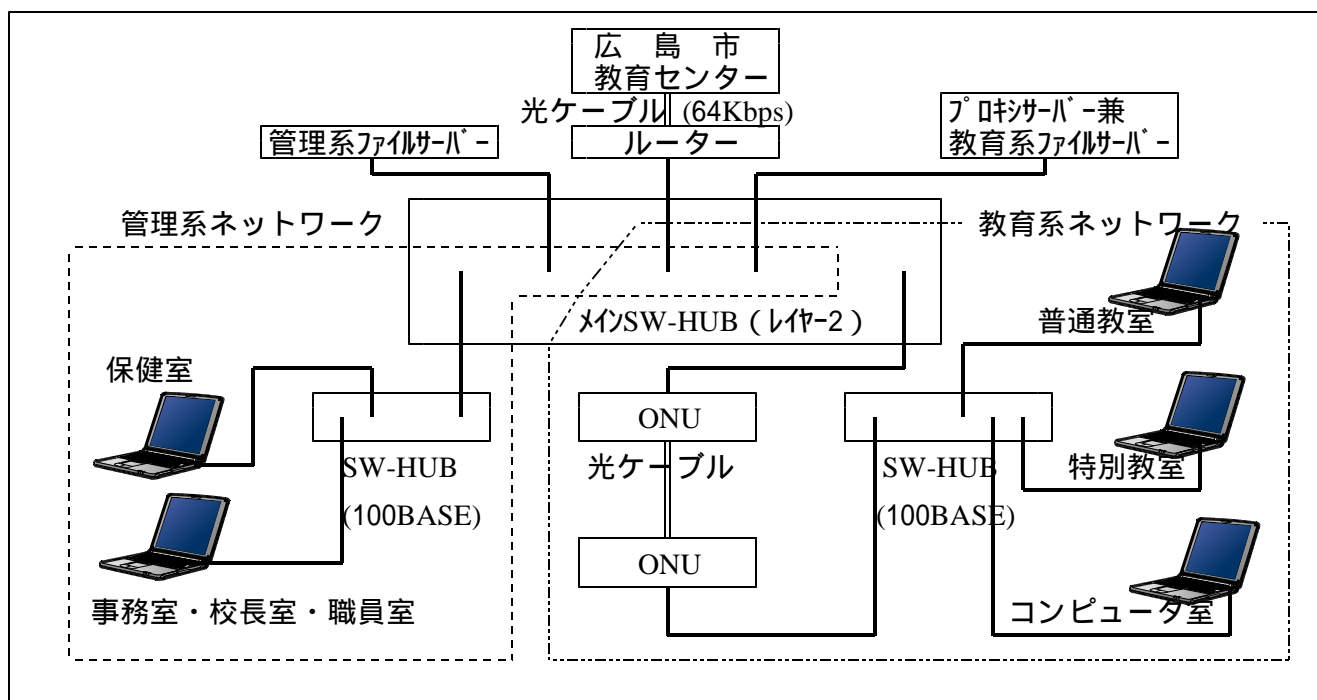 広 島 市
教育センター
光ケーブル (64Kbps)
管理系ﾌｧｲﾙｻｰﾊﾞｰ
ルーター
ﾌﾟﾛｷｼｻｰﾊﾞｰ兼
教育系ﾌｧｲﾙｻｰﾊﾞｰ
管理系ネットワーク
教育系ネットワーク
ﾒｲﾝSW-HUB（ﾚｲﾔｰ2）
普通教室
保健室
ONU
SW-HUB
(100BASE)
光ケーブル
SW-HUB
(100BASE)
特別教室
ONU
事務室・校長室・職員室
コンピュータ室